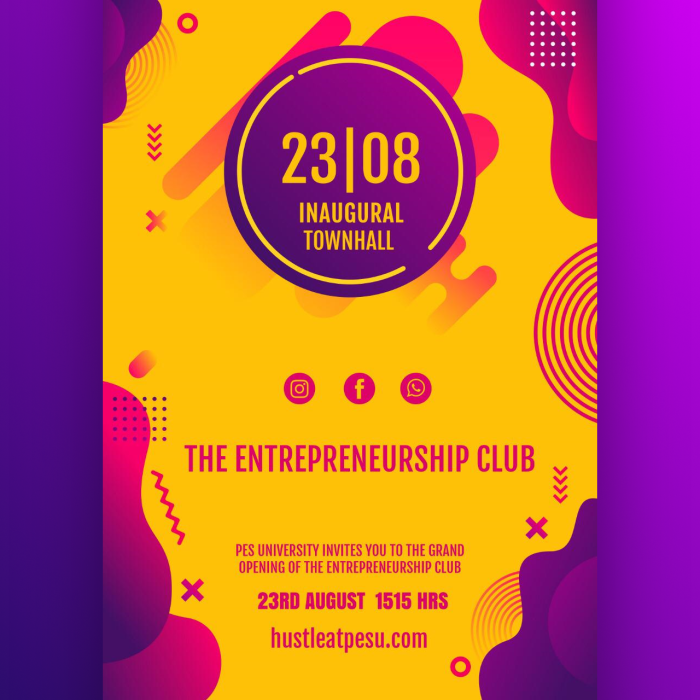 23|08
INAUGURAL
TOWNHALL
THE ENTREPRENEURSHIP CLUB
PES UNIVERSITY INVITES YOU TO THE GRAND
OPENING OF THE ENTREPRENEURSHIP CLUB
23RD AUGUST 1515 HRS
hustleatpesu.com